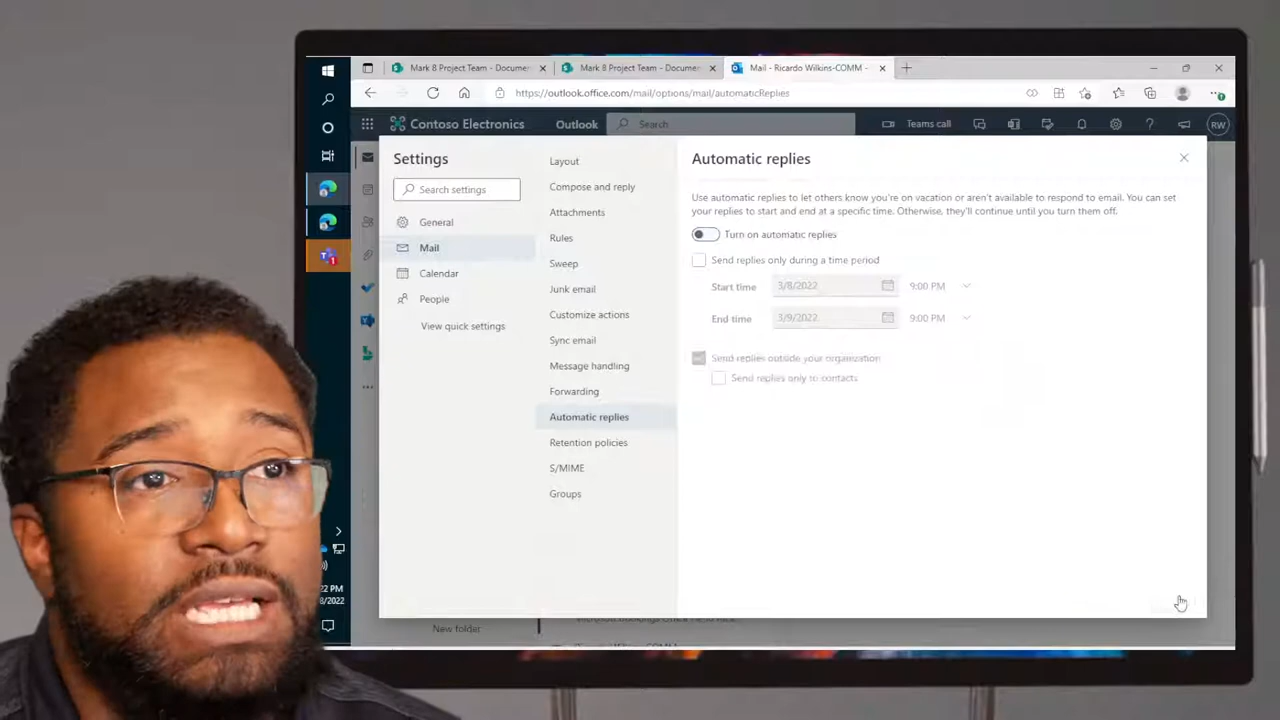 Mark 8 Project Team - Documen
Mark 8 Project Team - Documen
Mail - Ricardo Wilkins-COMM -
https://outlook.office.com/mail/options/mail/automaticReplies
Contoso Electronics
Outlook
Search
Teams call
RW
Settings
Search settings
General
Mail
Calendar
People
View quick settings
Layout
Compose and reply
Attachments
Rules
Sweep
Junk email
Customize actions
Sync email
Message handling
Forwarding
Automatic replies
Retention policies
S/MIME
Groups
Automatic replies
Use automatic replies to let others know you're on vacation or aren't available to respond to email. You can set
your replies to start and end at a specific time. Otherwise, they'll continue until you turn them off.
Turn on automatic replies
Send replies only during a time period
Start time 3/8/2022 9:00 PM
End time 3/9/2022 9:00 PM
Send replies outside your organization
Send replies only to contacts
22 PM
8/2022
New folder